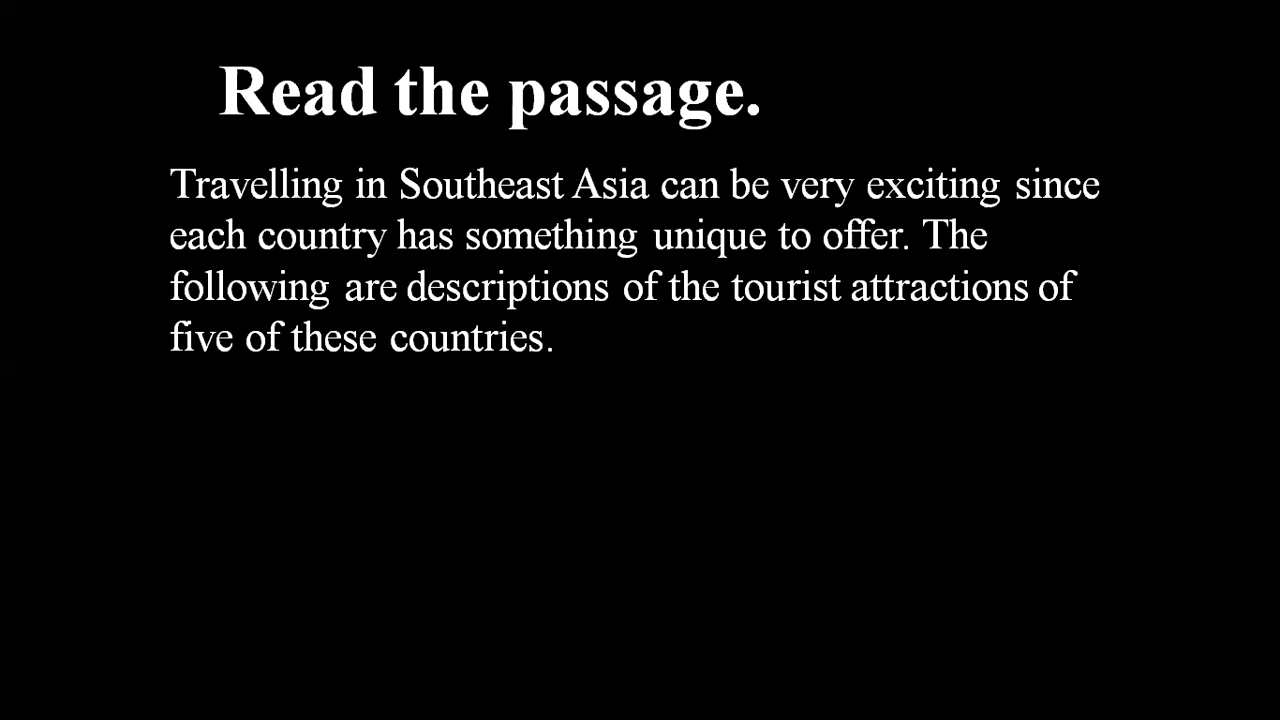 Read the passage.
Travelling in Southeast Asia can be very exciting since
each country has something unique to offer. The
following are descriptions of the tourist attractions of
five of these countries.